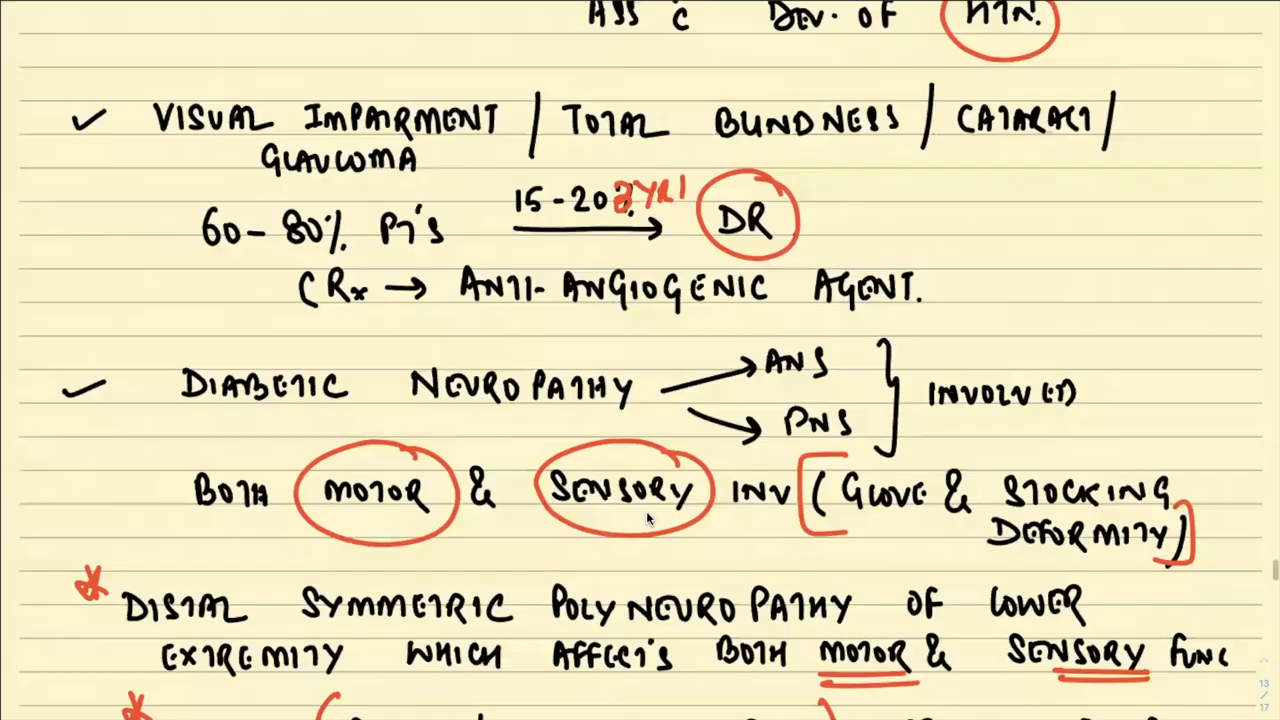 ASS c̄ DEV. OF HTN.
✓ VISUAL IMPAIRMENT / TOTAL BLINDNESS / CATARACT /
GLAUCOMA
15-20 YRS
60-80% PT'S → DR
(Rx → ANTI-ANGIOGENIC AGENT.
✓ DIABETIC NEUROPATHY → ANS
→ PNS } INVOLVED
BOTH MOTOR & SENSORY INV (GLOVE & STOCKING
DEFORMITY)
* DISTAL SYMMETRIC POLYNEUROPATHY OF LOWER
EXTREMITY WHICH AFFECT'S BOTH MOTOR & SENSORY FUNC
13
/
17